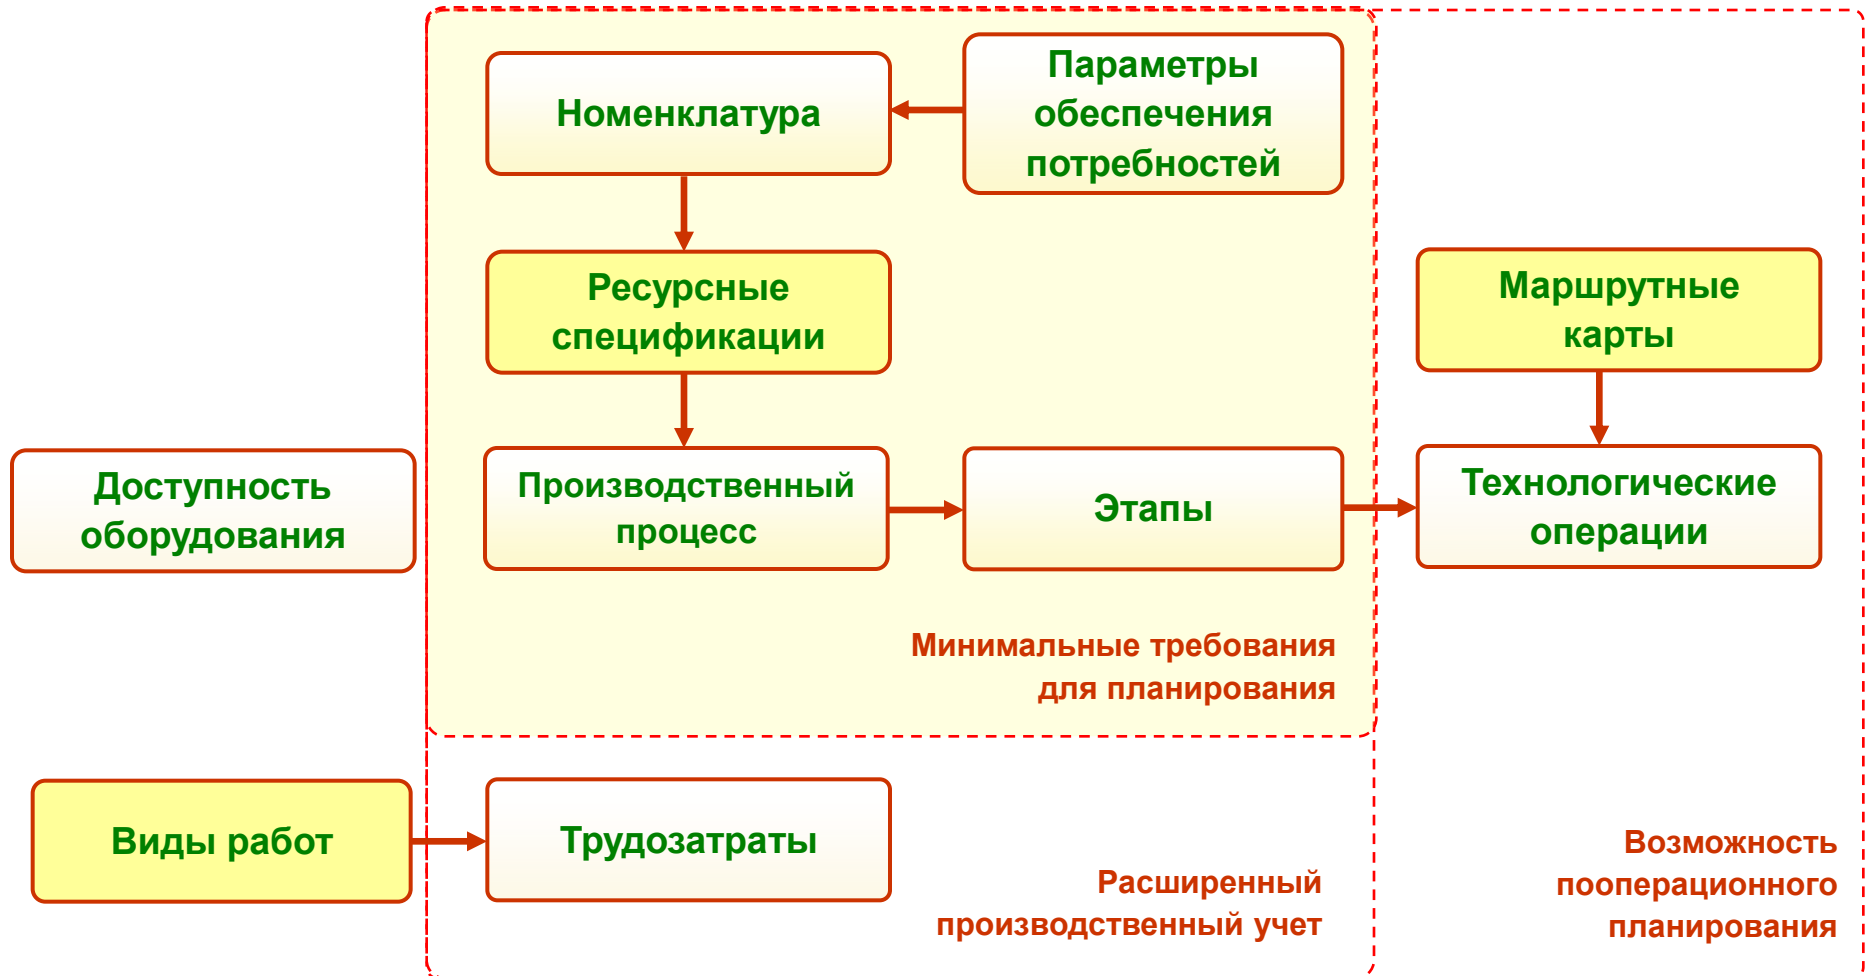 Номенклатура
Параметры
обеспечения
потребностей
Ресурсные
спецификации
Маршрутные
карты
Доступность
оборудования
Производственный
процесс
Этапы
Технологические
операции
Минимальные требования
для планирования
Виды работ
Трудозатраты
Расширенный
производственный учет
Возможность
пооперационного
планирования